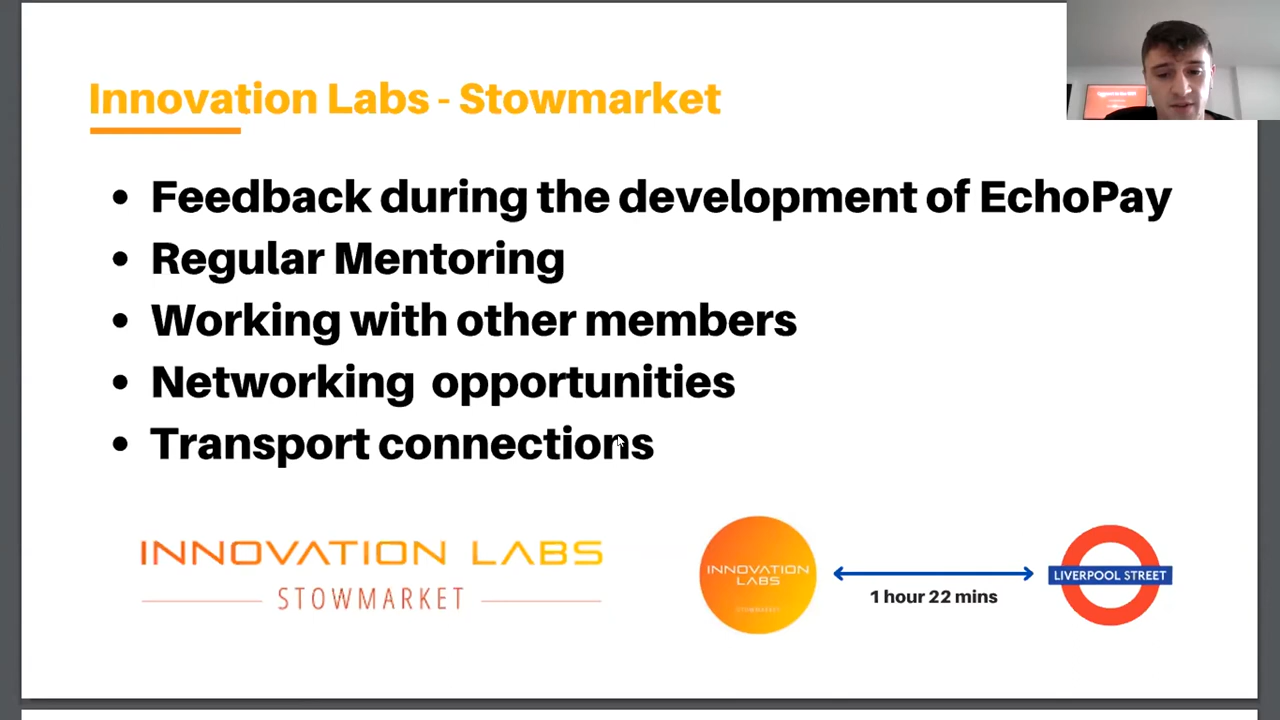 Innovation Labs - Stowmarket
• Feedback during the development of EchoPay
• Regular Mentoring
• Working with other members
• Networking  opportunities
• Transport connections
INNOVATION LABS
STOWMARKET
INNOVATION
LABS
STOWMARKET
1 hour 22 mins
LIVERPOOL STREET